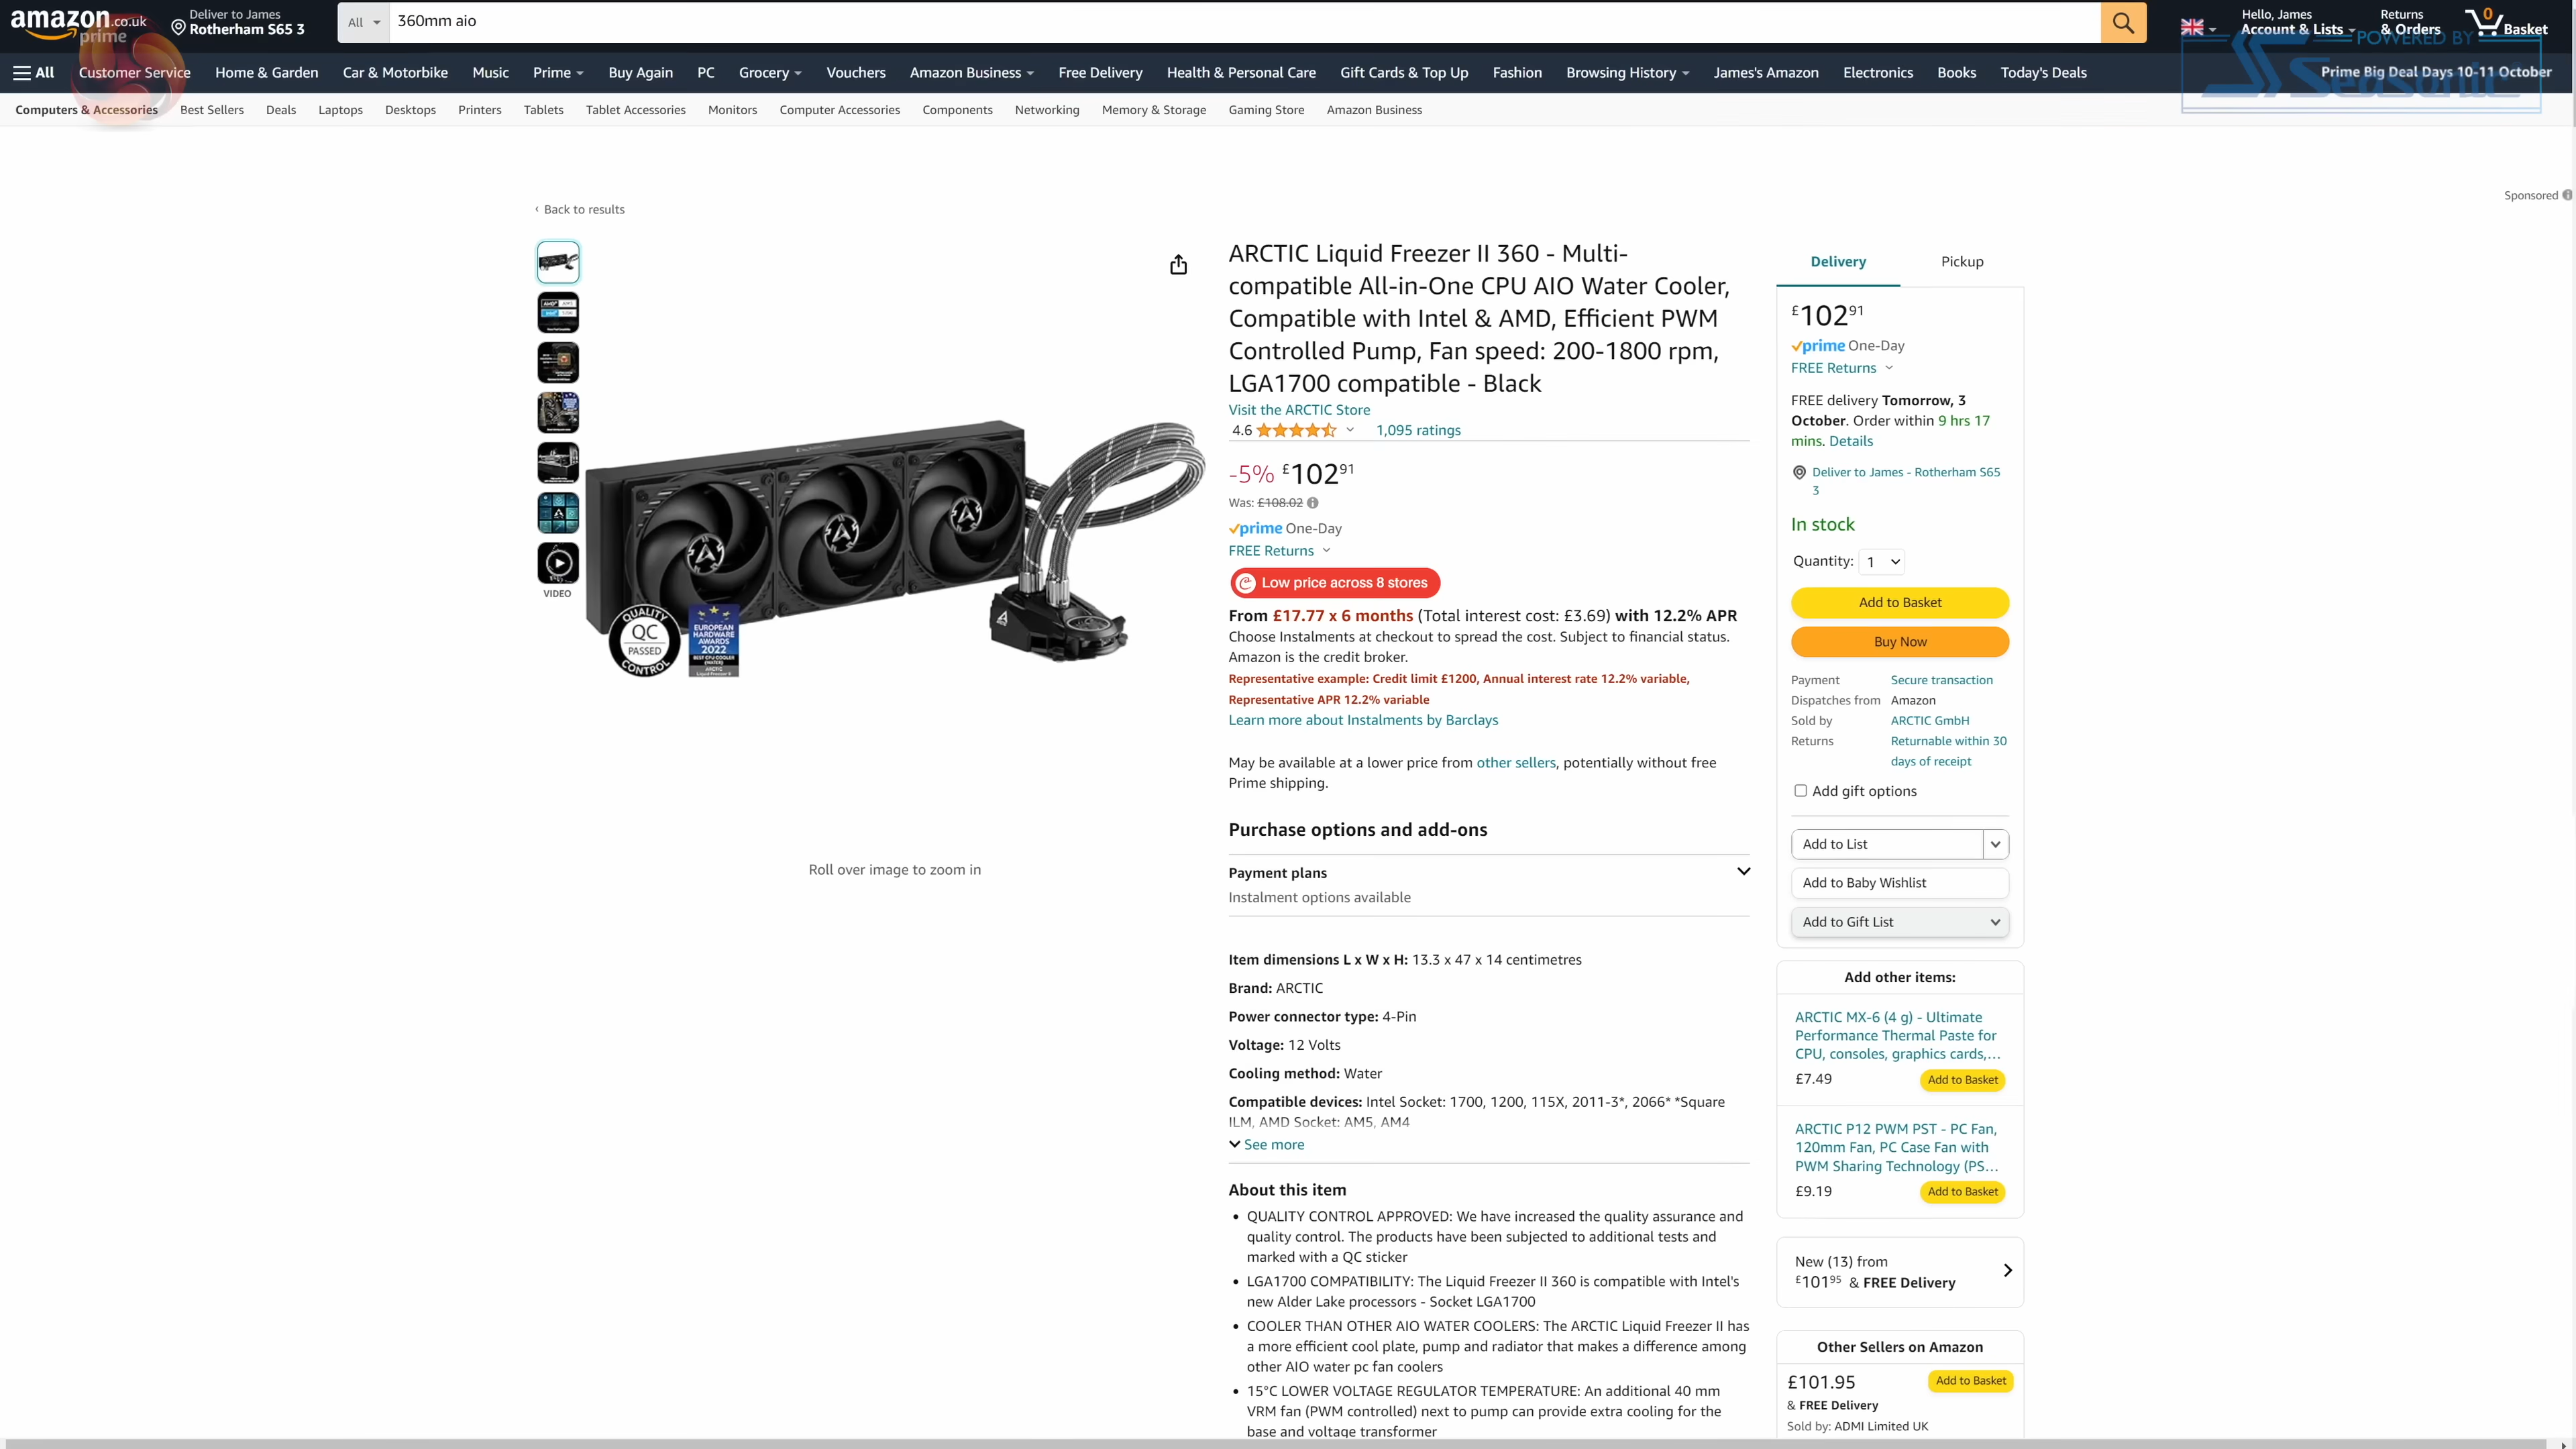 amazon.co.uk
prime
Deliver to James
Rotherham S65 3
All
360mm aio
Hello, James
Account & Lists
Returns
& Orders
0
Basket
POWERED BY
Seasonic
All
Customer Service
Home & Garden
Car & Motorbike
Music
Prime
Buy Again
PC
Grocery
Vouchers
Amazon Business
Free Delivery
Health & Personal Care
Gift Cards & Top Up
Fashion
Browsing History
James's Amazon
Electronics
Books
Today's Deals
Prime Big Deal Days 10-11 October
Computers & Accessories
Best Sellers
Deals
Laptops
Desktops
Printers
Tablets
Tablet Accessories
Monitors
Computer Accessories
Components
Networking
Memory & Storage
Gaming Store
Amazon Business
Sponsored
‹ Back to results
VIDEO
QUALITY
QC
PASSED
CONTROL
EUROPEAN
HARDWARE
AWARDS
2022
BEST CPU COOLER
(WATER)
ARCTIC
Liquid Freezer II
Roll over image to zoom in
ARCTIC Liquid Freezer II 360 - Multi-
compatible All-in-One CPU AIO Water Cooler,
Compatible with Intel & AMD, Efficient PWM
Controlled Pump, Fan speed: 200-1800 rpm,
LGA1700 compatible - Black
Visit the ARCTIC Store
4.6
1,095 ratings
-5% £102 91
Was: £108.02
prime One-Day
FREE Returns
Low price across 8 stores
From £17.77 x 6 months (Total interest cost: £3.69) with 12.2% APR
Choose Instalments at checkout to spread the cost. Subject to financial status.
Amazon is the credit broker.
Representative example: Credit limit £1200, Annual interest rate 12.2% variable,
Representative APR 12.2% variable
Learn more about Instalments by Barclays
May be available at a lower price from other sellers, potentially without free
Prime shipping.
Purchase options and add-ons
Payment plans
Instalment options available
Item dimensions L x W x H: 13.3 x 47 x 14 centimetres
Brand: ARCTIC
Power connector type: 4-Pin
Voltage: 12 Volts
Cooling method: Water
Compatible devices: Intel Socket: 1700, 1200, 115X, 2011-3*, 2066* *Square
ILM, AMD Socket: AM5, AM4
See more
About this item
• QUALITY CONTROL APPROVED: We have increased the quality assurance and
quality control. The products have been subjected to additional tests and
marked with a QC sticker
• LGA1700 COMPATIBILITY: The Liquid Freezer II 360 is compatible with Intel's
new Alder Lake processors - Socket LGA1700
• COOLER THAN OTHER AIO WATER COOLERS: The ARCTIC Liquid Freezer II has
a more efficient cool plate, pump and radiator that makes a difference among
other AIO water pc fan coolers
• 15°C LOWER VOLTAGE REGULATOR TEMPERATURE: An additional 40 mm
VRM fan (PWM controlled) next to pump can provide extra cooling for the
base and voltage transformer
Delivery
Pickup
£102 91
prime One-Day
FREE Returns
FREE delivery Tomorrow, 3
October. Order within 9 hrs 17
mins. Details
Deliver to James - Rotherham S65
3
In stock
Quantity: 1
Add to Basket
Buy Now
Payment Secure transaction
Dispatches from Amazon
Sold by ARCTIC GmbH
Returns Returnable within 30
days of receipt
Add gift options
Add to List
Add to Baby Wishlist
Add to Gift List
Add other items:
ARCTIC MX-6 (4 g) - Ultimate
Performance Thermal Paste for
CPU, consoles, graphics cards,…
£7.49
Add to Basket
ARCTIC P12 PWM PST - PC Fan,
120mm Fan, PC Case Fan with
PWM Sharing Technology (PS…
£9.19
Add to Basket
New (13) from
£101 95 & FREE Delivery
Other Sellers on Amazon
£101.95
Add to Basket
& FREE Delivery
Sold by: ADMI Limited UK